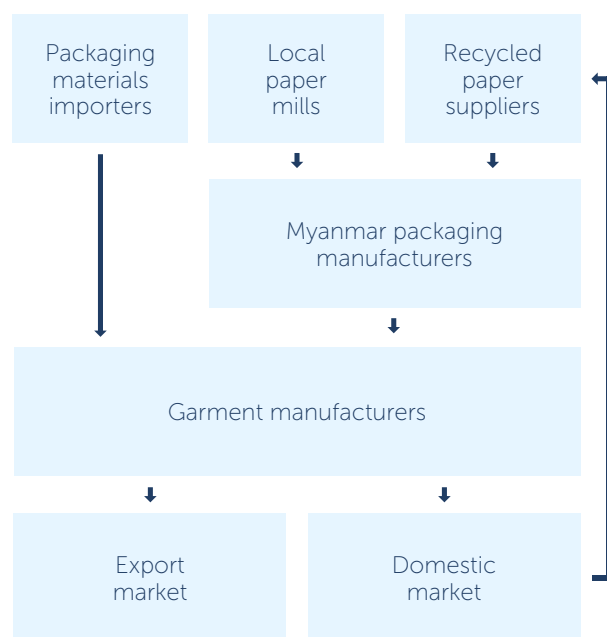 Packaging
materials
importers
Local
paper
mills
Recycled
paper
suppliers
Myanmar packaging
manufacturers
Garment manufacturers
Export
market
Domestic
market